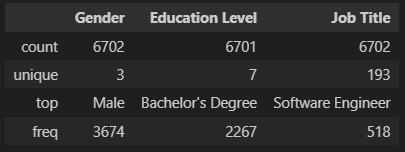 Gender Education Level Job Title
count 6702 6701 6702
unique 3 7 193
top Male Bachelor's Degree Software Engineer
freq 3674 2267 518